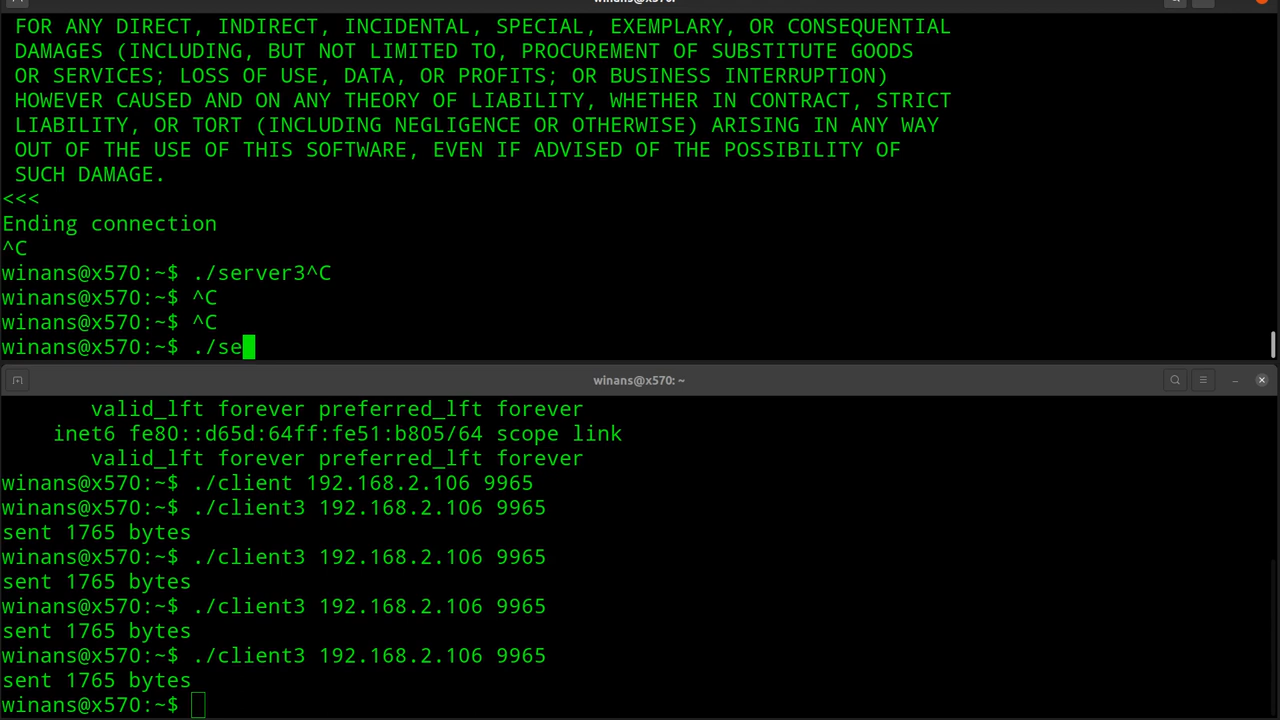 winans@x570:~
FOR ANY DIRECT, INDIRECT, INCIDENTAL, SPECIAL, EXEMPLARY, OR CONSEQUENTIAL
DAMAGES (INCLUDING, BUT NOT LIMITED TO, PROCUREMENT OF SUBSTITUTE GOODS
OR SERVICES; LOSS OF USE, DATA, OR PROFITS; OR BUSINESS INTERRUPTION)
HOWEVER CAUSED AND ON ANY THEORY OF LIABILITY, WHETHER IN CONTRACT, STRICT
LIABILITY, OR TORT (INCLUDING NEGLIGENCE OR OTHERWISE) ARISING IN ANY WAY
OUT OF THE USE OF THIS SOFTWARE, EVEN IF ADVISED OF THE POSSIBILITY OF
SUCH DAMAGE.
<<<
Ending connection
^C
winans@x570:~$ ./server3^C
winans@x570:~$ ^C
winans@x570:~$ ^C
winans@x570:~$ ./se
winans@x570: ~
valid_lft forever preferred_lft forever
inet6 fe80::d65d:64ff:fe51:b805/64 scope link
valid_lft forever preferred_lft forever
winans@x570:~$ ./client 192.168.2.106 9965
winans@x570:~$ ./client3 192.168.2.106 9965
sent 1765 bytes
winans@x570:~$ ./client3 192.168.2.106 9965
sent 1765 bytes
winans@x570:~$ ./client3 192.168.2.106 9965
sent 1765 bytes
winans@x570:~$ ./client3 192.168.2.106 9965
sent 1765 bytes
winans@x570:~$